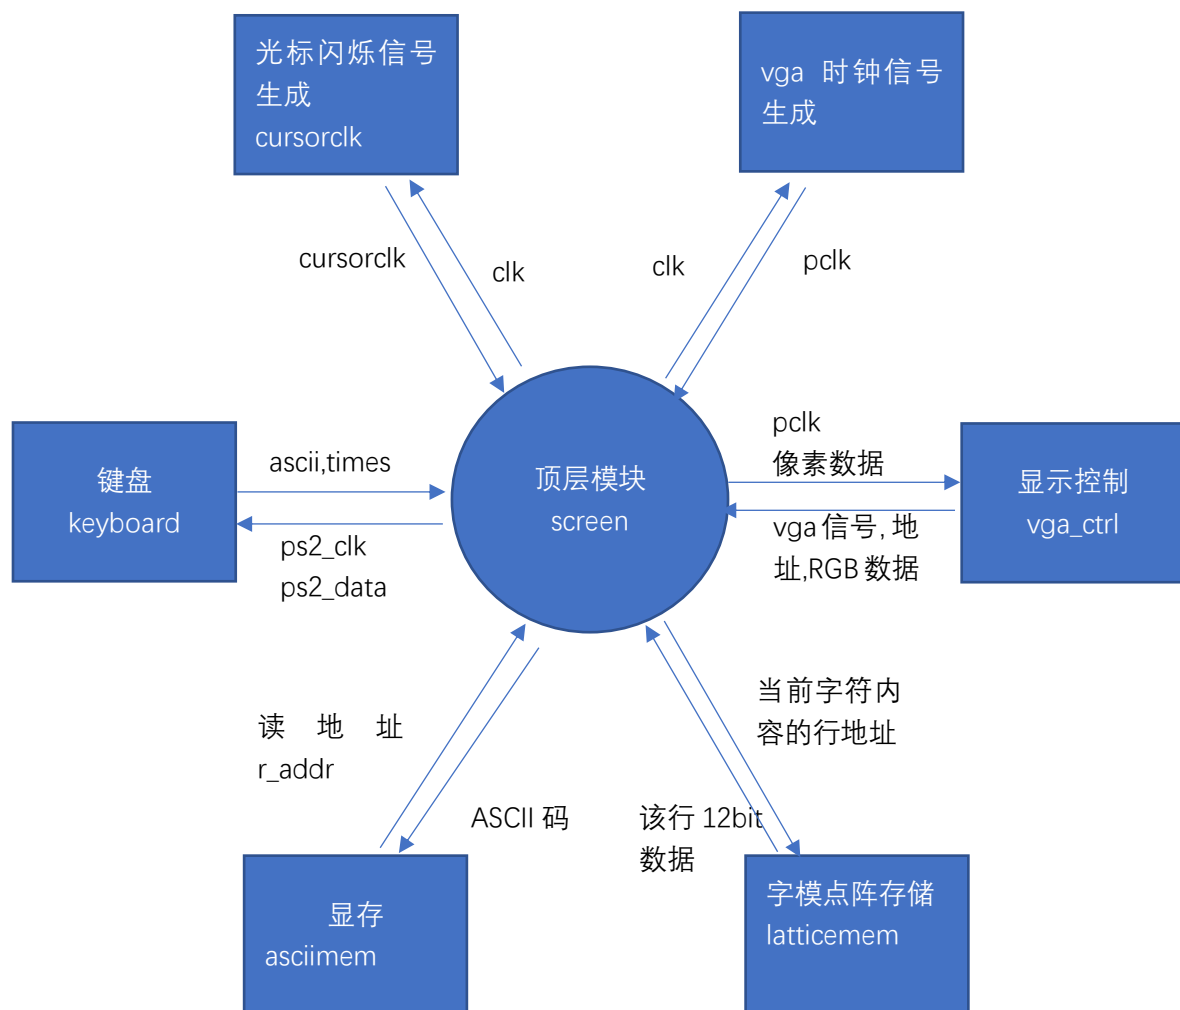 光标闪烁信号
生成
cursorclk
vga 时钟信号
生成
cursorclk
clk
clk
pclk
键盘
keyboard
ascii,times
ps2_clk
ps2_data
顶层模块
screen
pclk
像素数据
vga信号, 地
址,RGB 数据
显示控制
vga_ctrl
读 地 址
r_addr
ASCII 码
当前字符内
容的行地址
该行 12bit
数据
显存
asciimem
字模点阵存储
latticemem